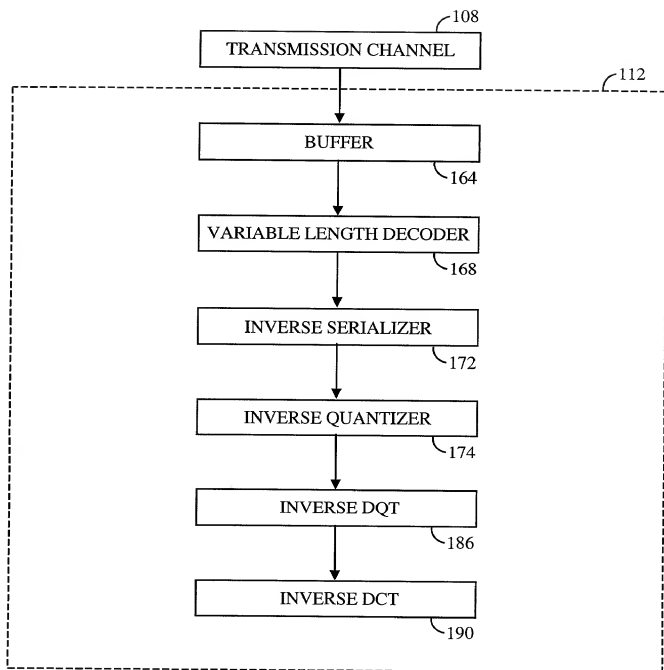 108
TRANSMISSION CHANNEL
112
BUFFER
164
VARIABLE LENGTH DECODER
168
INVERSE SERIALIZER
172
INVERSE QUANTIZER
174
INVERSE DQT
186
INVERSE DCT
190